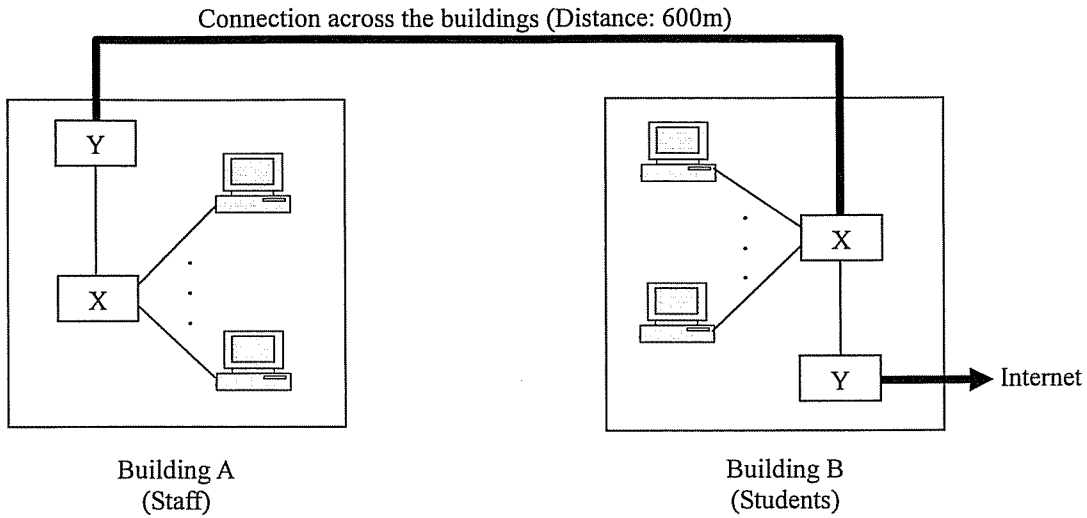 Connection across the buildings (Distance: 600m)
Y
X
X
Y
Internet
Building A
(Staff)
Building B
(Students)